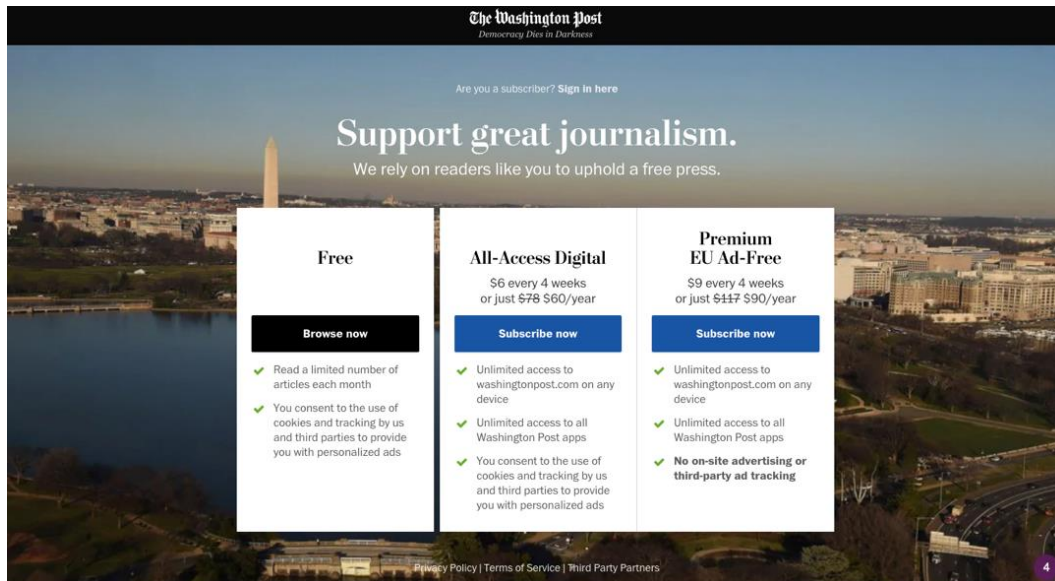 The Washington Post
Democracy Dies in Darkness
Are you a subscriber? Sign in here
Support great journalism.
We rely on readers like you to uphold a free press.
Free
Browse now
Read a limited number of
articles each month
You consent to the use of
cookies and tracking by us
and third parties to provide
you with personalized ads
All-Access Digital
$6 every 4 weeks
or just $78 $60/year
Subscribe now
Unlimited access to
washingtonpost.com on any
device
Unlimited access to all
Washington Post apps
You consent to the use of
cookies and tracking by us
and third parties to provide
you with personalized ads
Premium
EU Ad-Free
$9 every 4 weeks
or just $117 $90/year
Subscribe now
Unlimited access to
washingtonpost.com on any
device
Unlimited access to all
Washington Post apps
No on-site advertising or
third-party ad tracking
Privacy Policy | Terms of Service | Third Party Partners
4